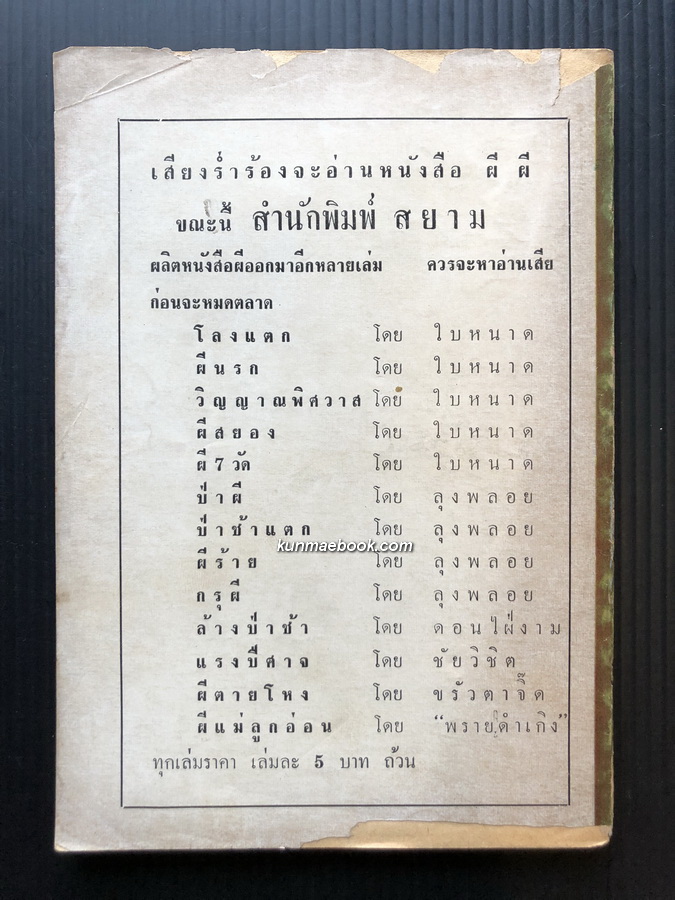 เสียงร่ำร้องจะอ่านหนังสือ ผี ผี
ขณะนี้ สำนักพิมพ์ สยาม
ผลิตหนังสือผีออกมาอีกหลายเล่ม ควรจะหาอ่านเสีย
ก่อนจะหมดตลาด
โลงแตก โดย ใบหนาด
ผีนรก โดย ใบหนาด
วิญญาณพิศวาส โดย ใบหนาด
ผีสยอง โดย ใบหนาด
ผี 7 วัด โดย ใบหนาด
ป่าผี โดย ลุงพลอย
ป่าช้าแตก โดย ลุงพลอย
kunmaebook.com
ผีร้าย โดย ลุงพลอย
กรุผี โดย ลุงพลอย
ล้างป่าช้า โดย ดอนไผ่งาม
แรงปีศาจ โดย ชัยวิชิต
ผีตายโหง โดย ขรัวตาจี๊ด
ผีแม่ลูกอ่อน โดย "พรายดำเกิง"
ทุกเล่มราคา เล่มละ 5 บาท ถ้วน